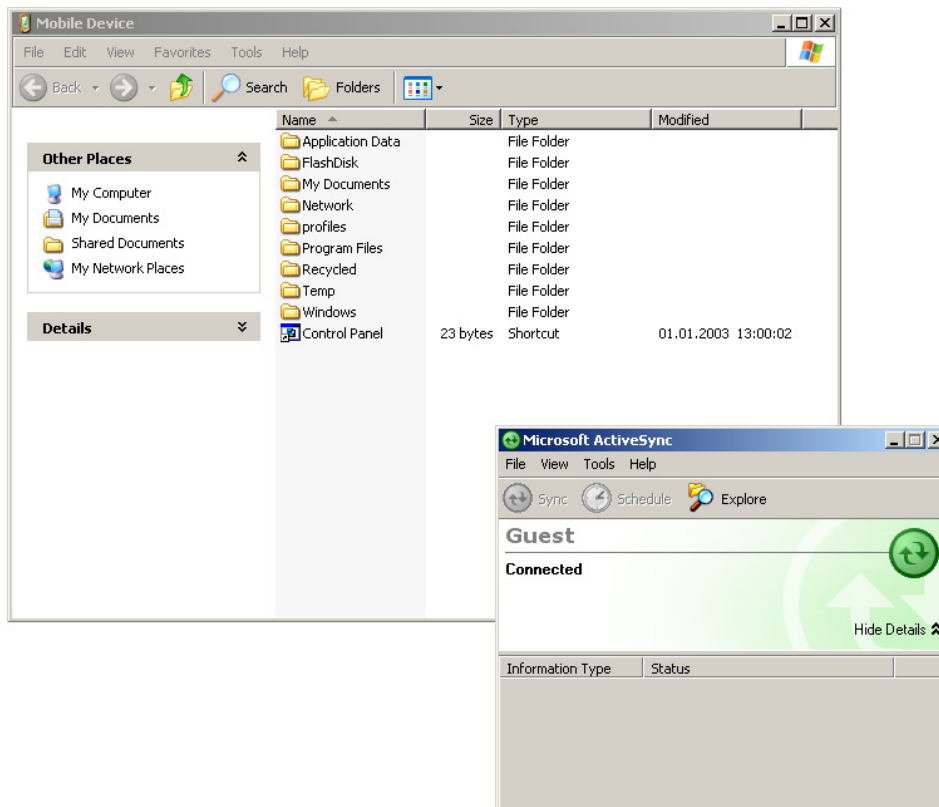 Mobile Device
File Edit View Favorites Tools Help
Back Search Folders
Name Size Type Modified
Other Places
My Computer
My Documents
Shared Documents
My Network Places
Details
Application Data File Folder
FlashDisk File Folder
My Documents File Folder
Network File Folder
profiles File Folder
Program Files File Folder
Recycled File Folder
Temp File Folder
Windows File Folder
Control Panel 23 bytes Shortcut 01.01.2003 13:00:02
Microsoft ActiveSync
File View Tools Help
Sync Schedule Explore
Guest
Connected
Hide Details
Information Type Status